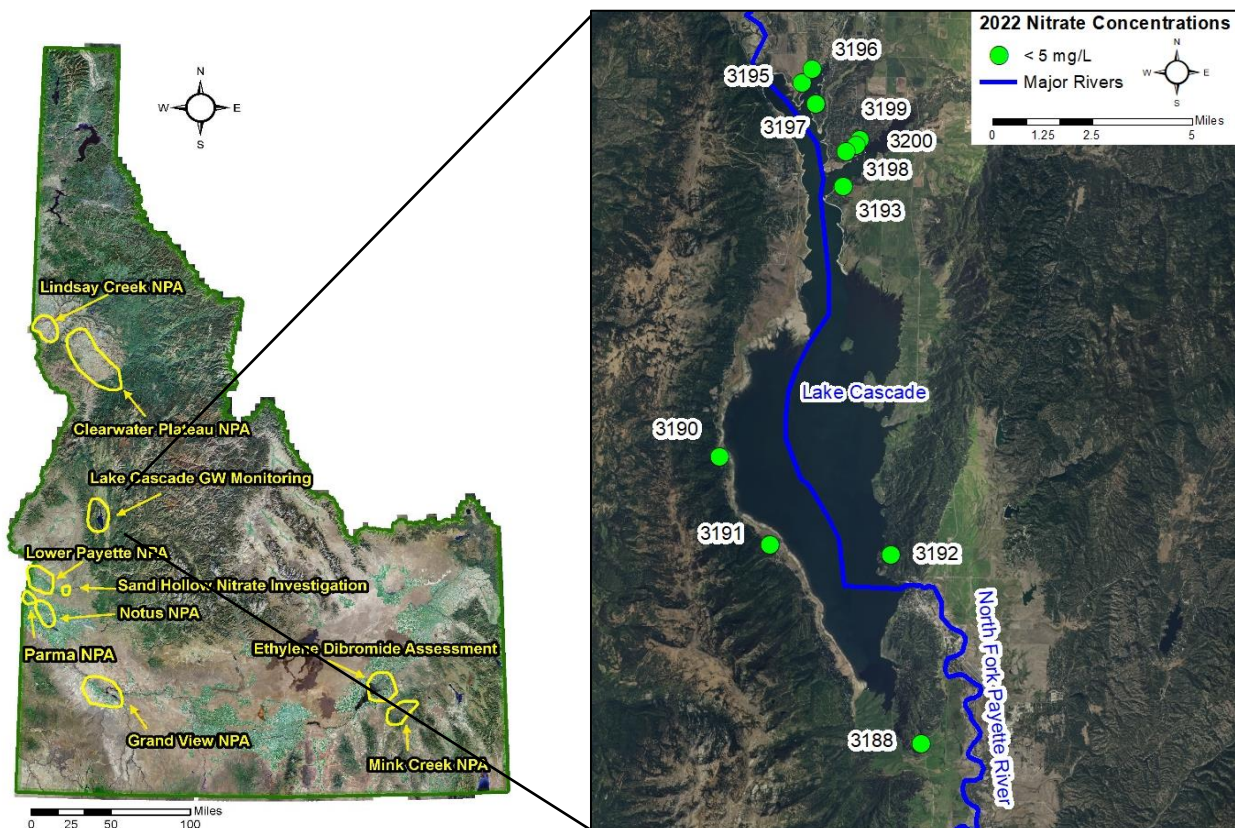 N
W E
S
Lindsay Creek NPA
Clearwater Plateau NPA
Lake Cascade GW Monitoring
Lower Payette NPA
Sand Hollow Nitrate Investigation
Notus NPA
Parma NPA
Ethylene Dibromide Assessment
Grand View NPA
Mink Creek NPA
Miles
0 25 50 100
2022 Nitrate Concentrations
< 5 mg/L
Major Rivers
N
W E
S
Miles
0 1.25 2.5 5
3196
3195
3199
3197
3200
3198
3193
Lake Cascade
3190
3191
3192
North Fork Payette River
3188